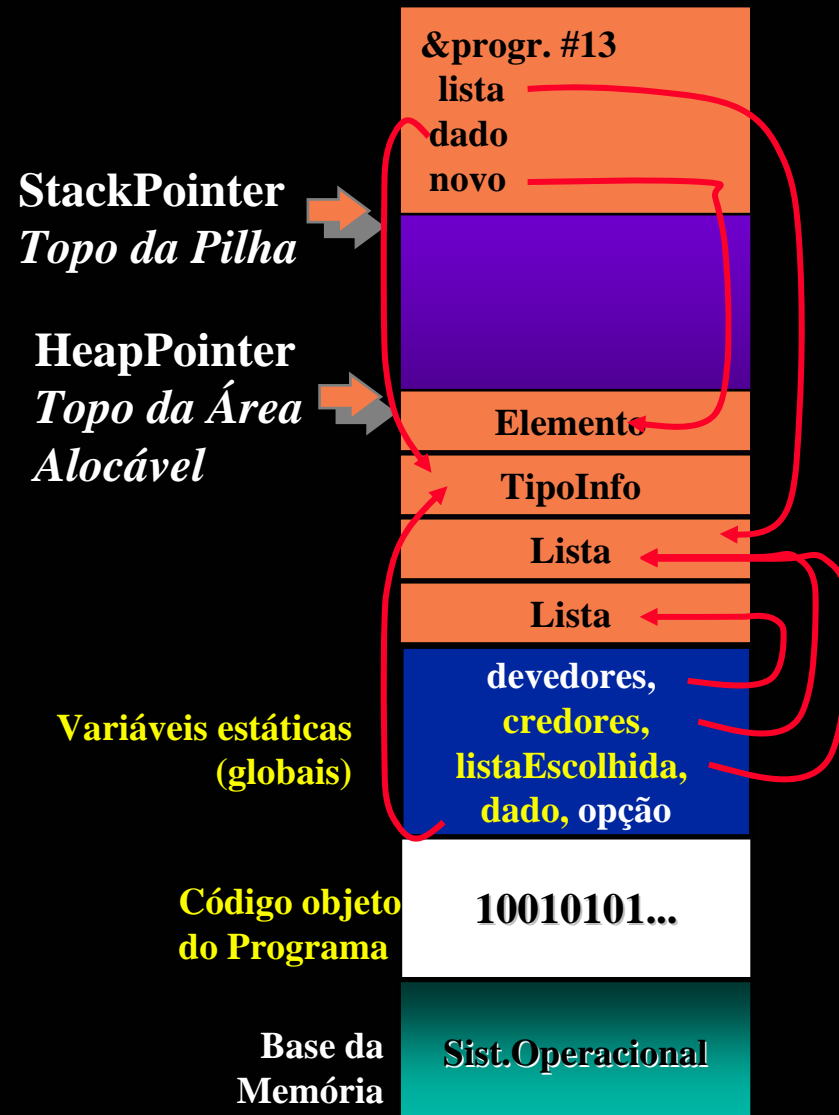 &progr. #13
lista
dado
novo
StackPointer
Topo da Pilha
HeapPointer
Topo da Área
Alocável
Elemento
TipoInfo
Lista
Lista
Variáveis estáticas
(globais)
devedores,
credores,
listaEscolhida,
dado, opção
Código objeto
do Programa
10010101...
Base da
Memória
Sist.Operacional